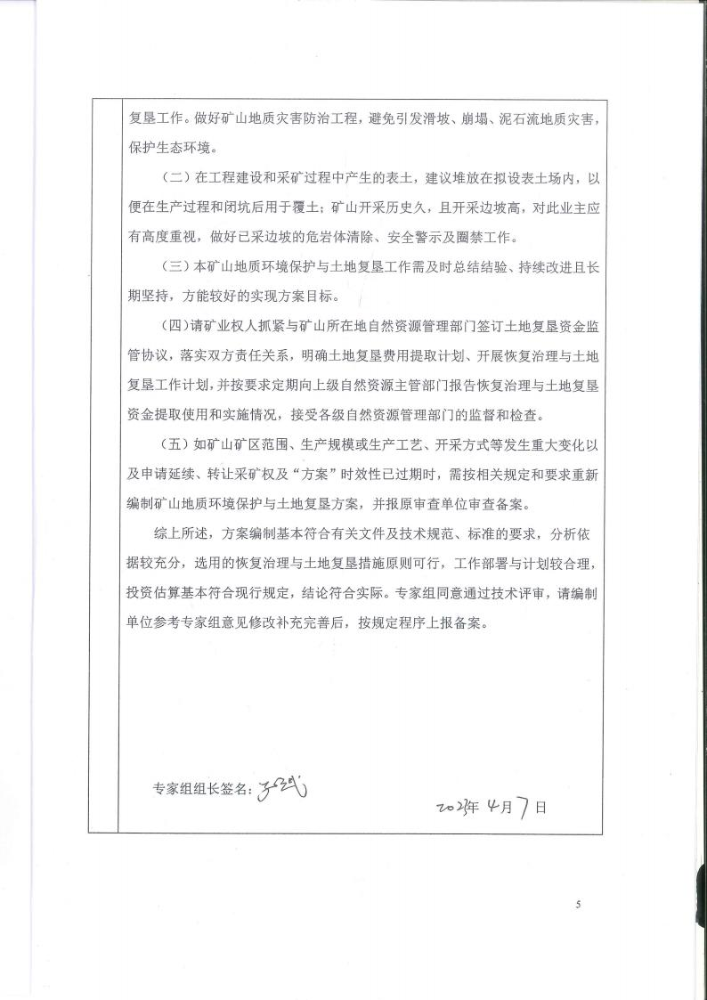 复垦工作。做好矿山地质灾害防治工程，避免引发滑坡、崩塌、泥石流地质灾害，
保护生态环境。
（二）在工程建设和采矿过程中产生的表土，建议堆放在拟设表土场内，以
便在生产过程和闭坑后用于覆土；矿山开采历史久，且开采边坡高，对此业主应
有高度重视，做好已采边坡的危岩体清除、安全警示及圈禁工作。
（三）本矿山地质环境保护与土地复垦工作需及时总结结验、持续改进且长
期坚持，方能较好的实现方案目标。
（四）请矿业权人抓紧与矿山所在地自然资源管理部门签订土地复垦资金监
管协议，落实双方责任关系，明确土地复垦费用提取计划、开展恢复治理与土地
复垦工作计划，并按要求定期向上级自然资源主管部门报告恢复治理与土地复垦
资金提取使用和实施情况，接受各级自然资源管理部门的监督和检查。
（五）如矿山矿区范围、生产规模或生产工艺、开采方式等发生重大变化以
及申请延续、转让采矿权及“方案”时效性已过期时，需按相关规定和要求重新
编制矿山地质环境保护与土地复垦方案，并报原审查单位审查备案。
综上所述，方案编制基本符合有关文件及技术规范、标准的要求，分析依
据较充分，选用的恢复治理与土地复垦措施原则可行，工作部署与计划较合理，
投资估算基本符合现行规定，结论符合实际。专家组同意通过技术评审，请编制
单位参考专家组意见修改补充完善后，按规定程序上报备案。
专家组组长签名：
2023年 4月7日
5